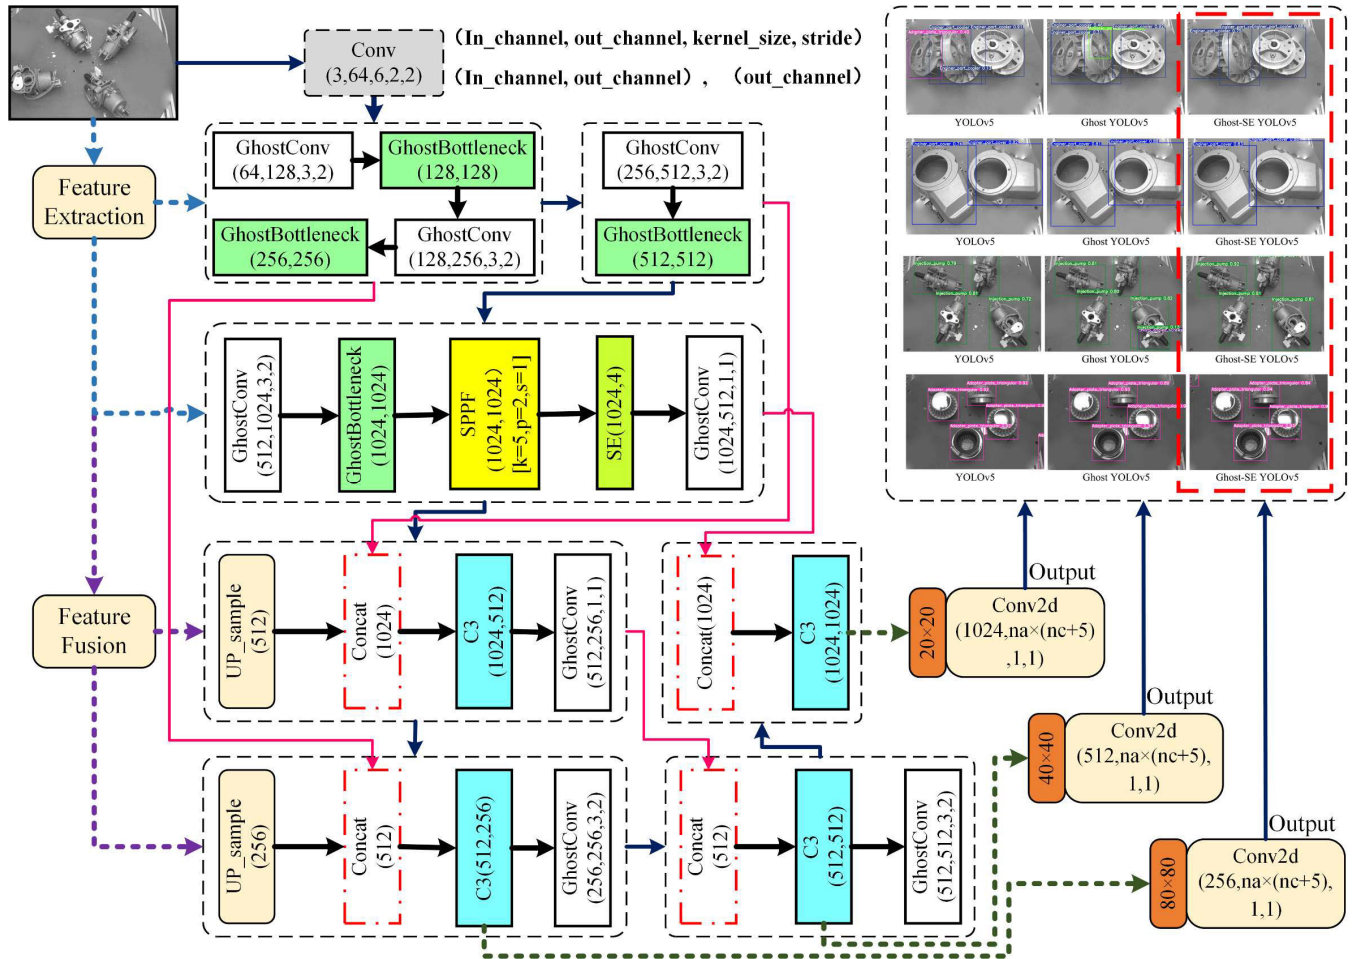 Conv
(3,64,6,2,2)
(In_channel, out_channel, kernel_size, stride)
(In_channel, out_channel), (out_channel)
Feature
Extraction
GhostConv
(64,128,3,2)
GhostBottleneck
(128,128)
GhostBottleneck
(256,256)
GhostConv
(128,256,3,2)
GhostConv
(256,512,3,2)
GhostBottleneck
(512,512)
GhostConv
(512,1024,3,2)
GhostBottleneck
(1024,1024)
SPPF
(1024,1024)
[k=5,p=2,s=1]
SE(1024,4)
GhostConv
(1024,512,1,1)
Feature
Fusion
UP_sample
(512)
Concat
(1024)
C3
(1024,512)
GhostConv
(512,256,1,1)
Concat(1024)
C3
(1024,1024)
UP_sample
(256)
Concat
(512)
C3(512,256)
GhostConv
(256,256,3,2)
Concat
(512)
C3
(512,512)
GhostConv
(512,512,3,2)
20×20
Output
Conv2d
(1024,na×(nc+5)
,1,1)
40×40
Output
Conv2d
(512,na×(nc+5),
1,1)
80×80
Output
Conv2d
(256,na×(nc+5),
1,1)
YOLOv5
Ghost YOLOv5
Ghost-SE YOLOv5
YOLOv5
Ghost YOLOv5
Ghost-SE YOLOv5
YOLOv5
Ghost YOLOv5
Ghost-SE YOLOv5
YOLOv5
Ghost YOLOv5
Ghost-SE YOLOv5